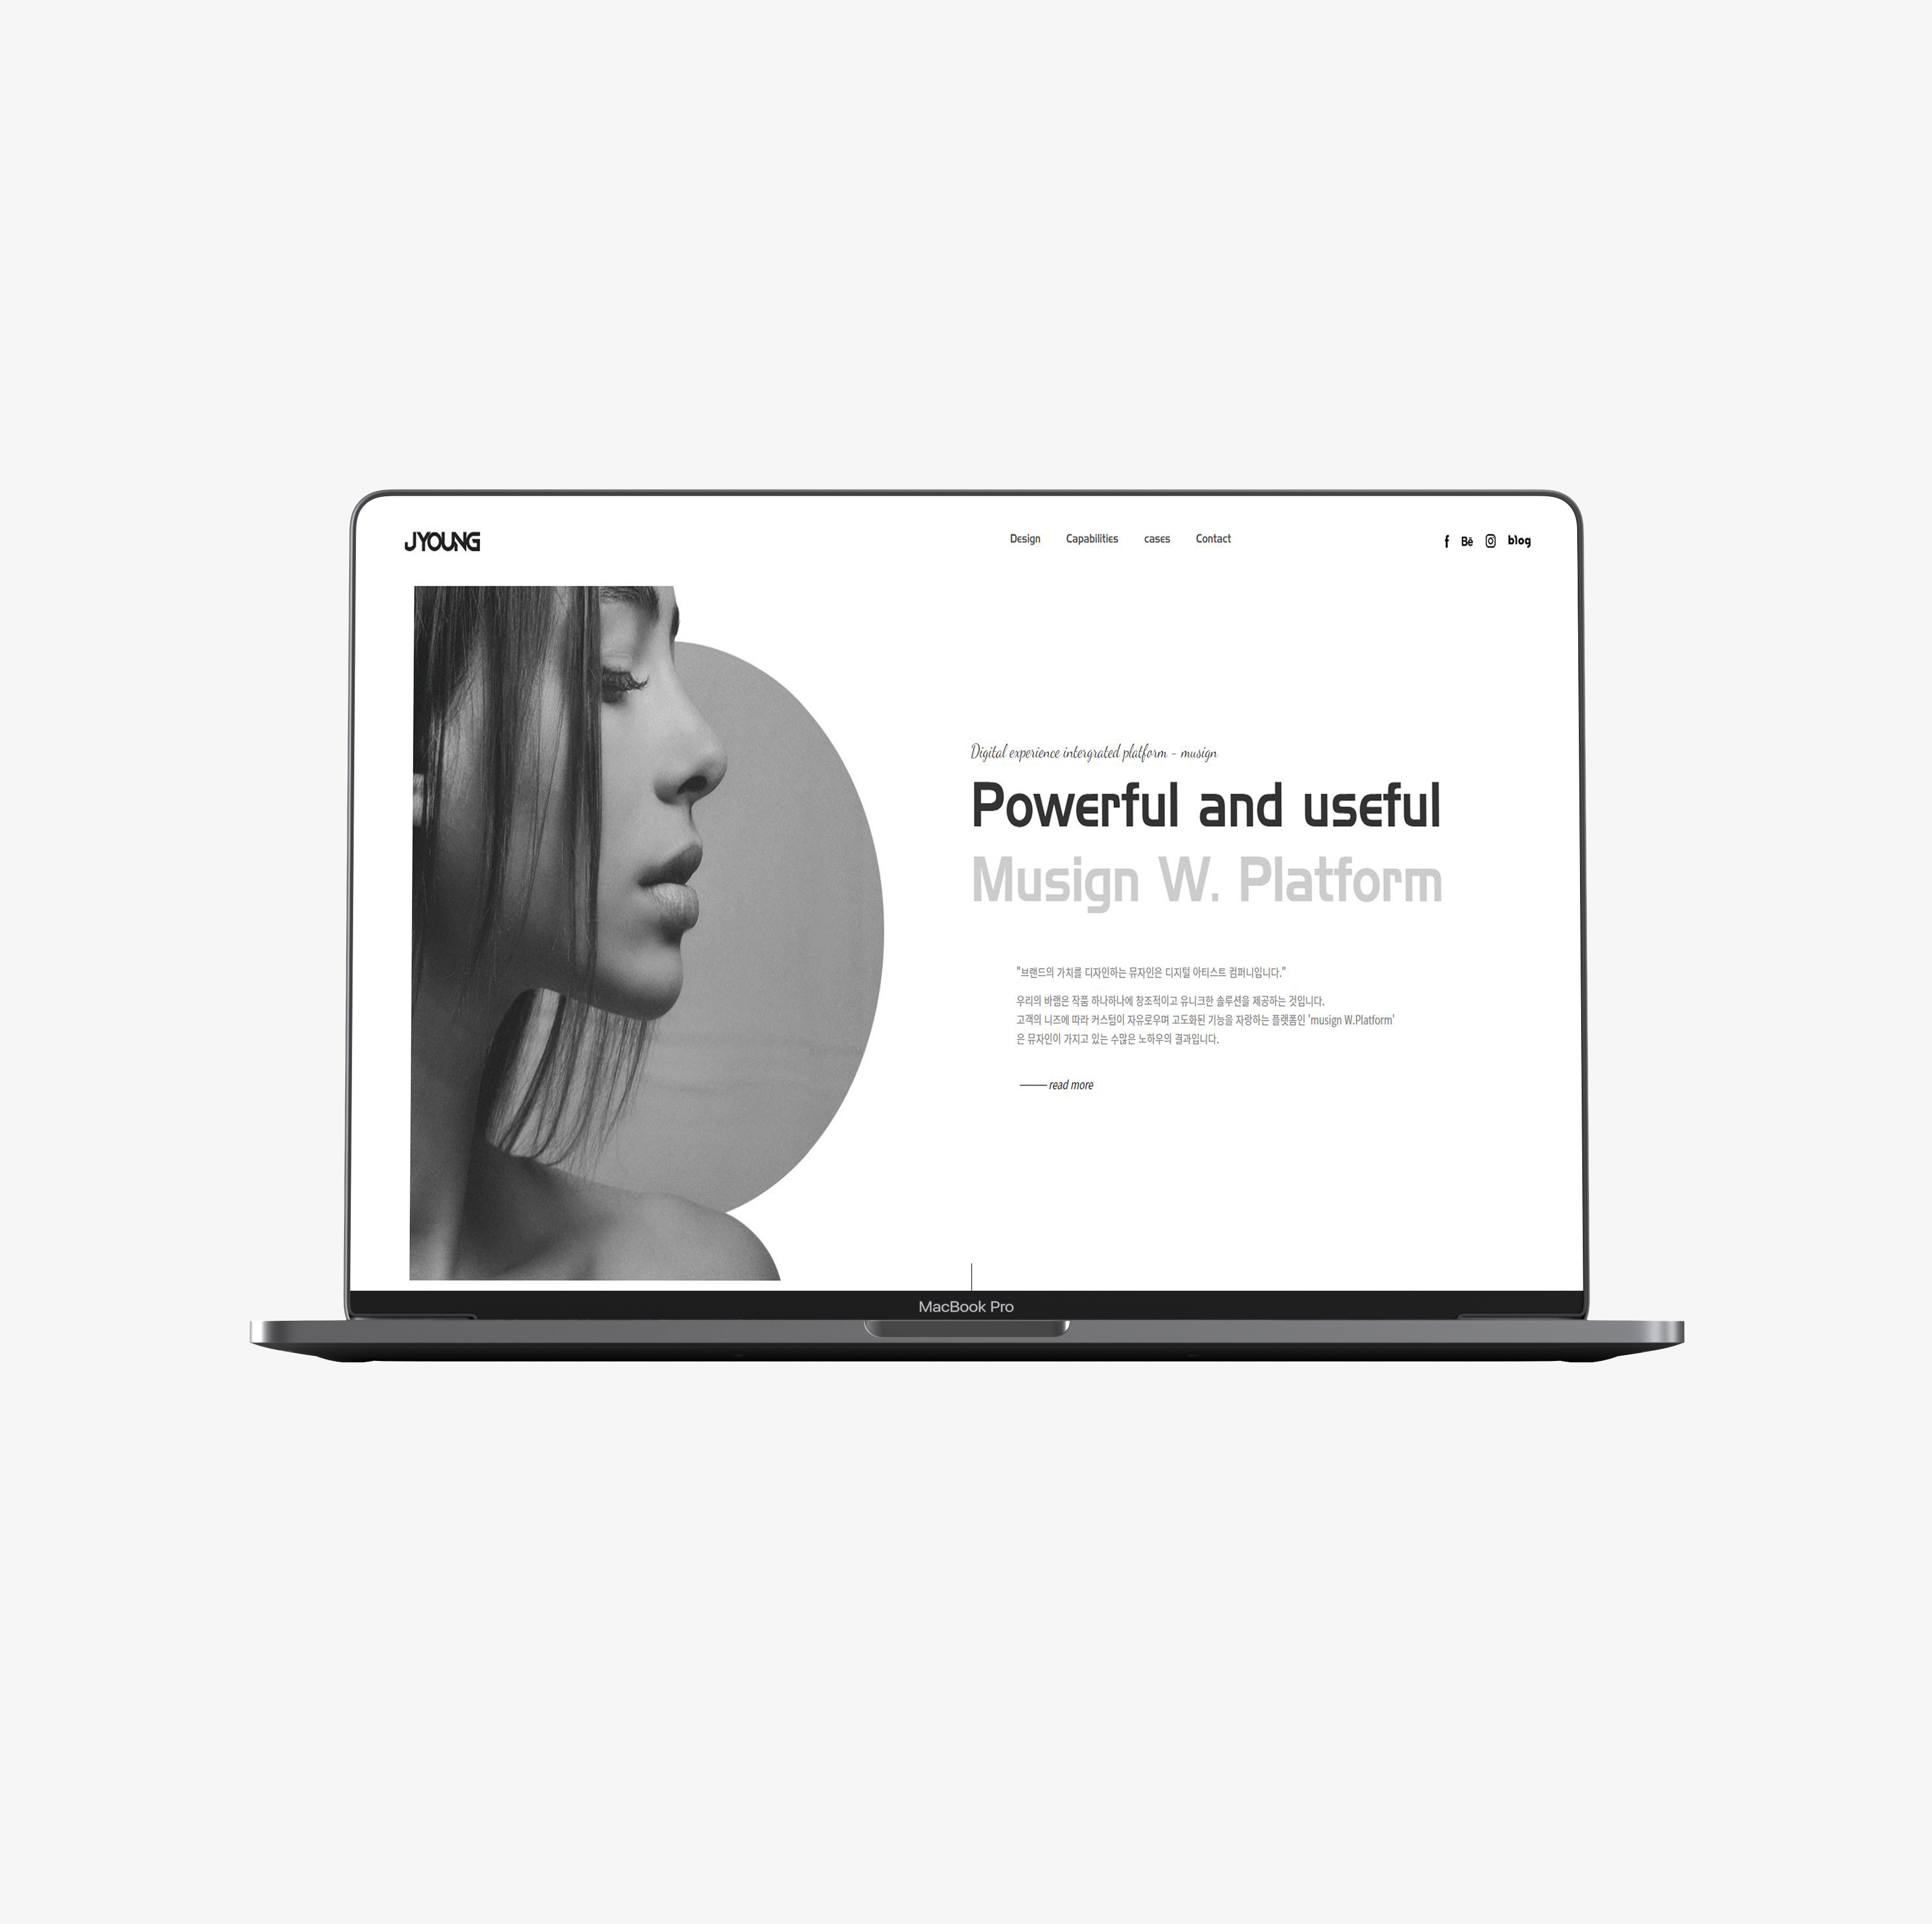 JYOUNG
Design Capabilities cases Contact
f Bē blog
Digital experience intergrated platform - musign
Powerful and useful
Musign W. Platform
"브랜드의 가치를 디자인하는 뮤자인은 디지털 아티스트 컴퍼니입니다."
우리의 바램은 작품 하나하나에 창조적이고 유니크한 솔루션을 제공하는 것입니다.
고객의 니즈에 따라 커스텀이 자유로우며 고도화된 기능을 자랑하는 플랫폼인 'musign W.Platform'
은 뮤자인이 가지고 있는 수많은 노하우의 결과입니다.
read more
MacBook Pro